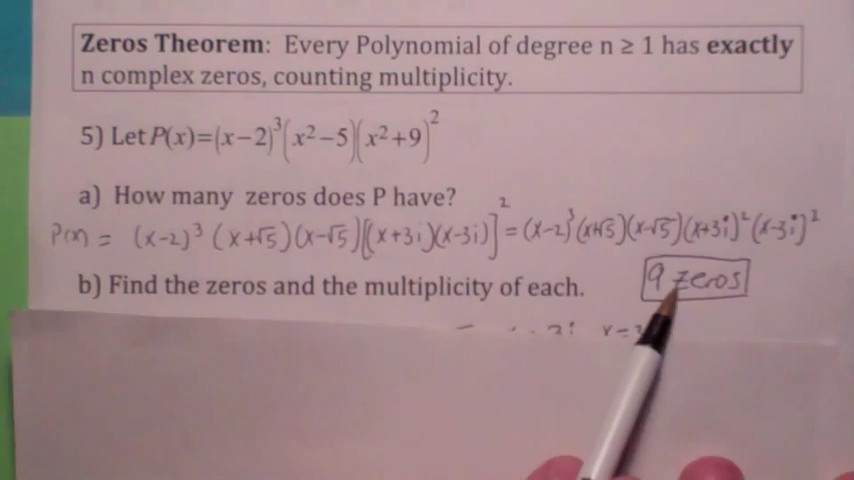 Zeros Theorem: Every Polynomial of degree n ≥ 1 has exactly
n complex zeros, counting multiplicity.
5) Let P(x)=(x−2)³(x²−5)(x²+9)²
a) How many zeros does P have?
P(x) = (x-2)³ (x+√5)(x-√5)[(x+3i)(x-3i)]² = (x-2)³(x+√5)(x-√5)(x+3i)²(x-3i)²
b) Find the zeros and the multiplicity of each.
9 zeros